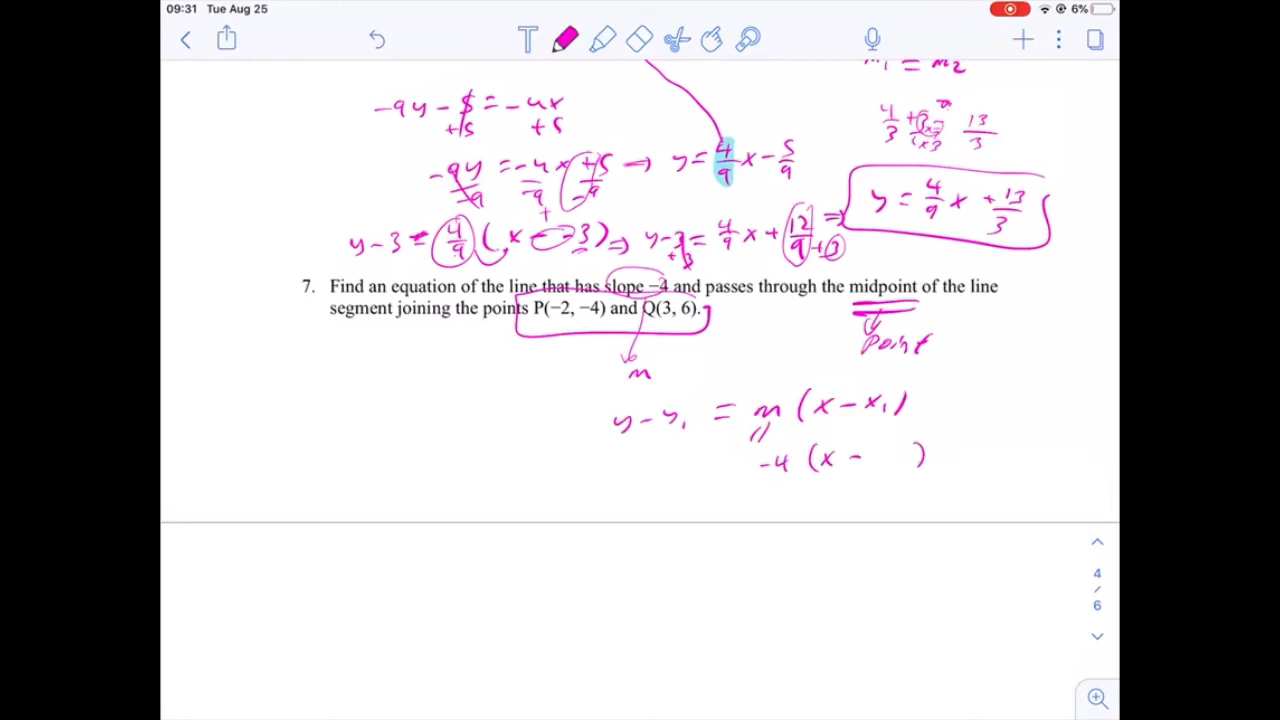 09:31 Tue Aug 25 6%
m₁ = m₂
-9y - 5 = -4x
+5 +5
4/3 +3 (×3) 13/3
-9y = -4x +5 → y = 4/9 x - 5/9
-9 -9 -9
y = 4/9 x + 13/3
y - 3 = 4/9 (x - -3) ⇒ y - 3 = 4/9 x + 12/9 + 3 ⇒
+3
7. Find an equation of the line that has slope −4 and passes through the midpoint of the line
segment joining the points P(−2, −4) and Q(3, 6).
point
m
y - y₁ = m (x - x₁)
-4 (x - )
4
/
6